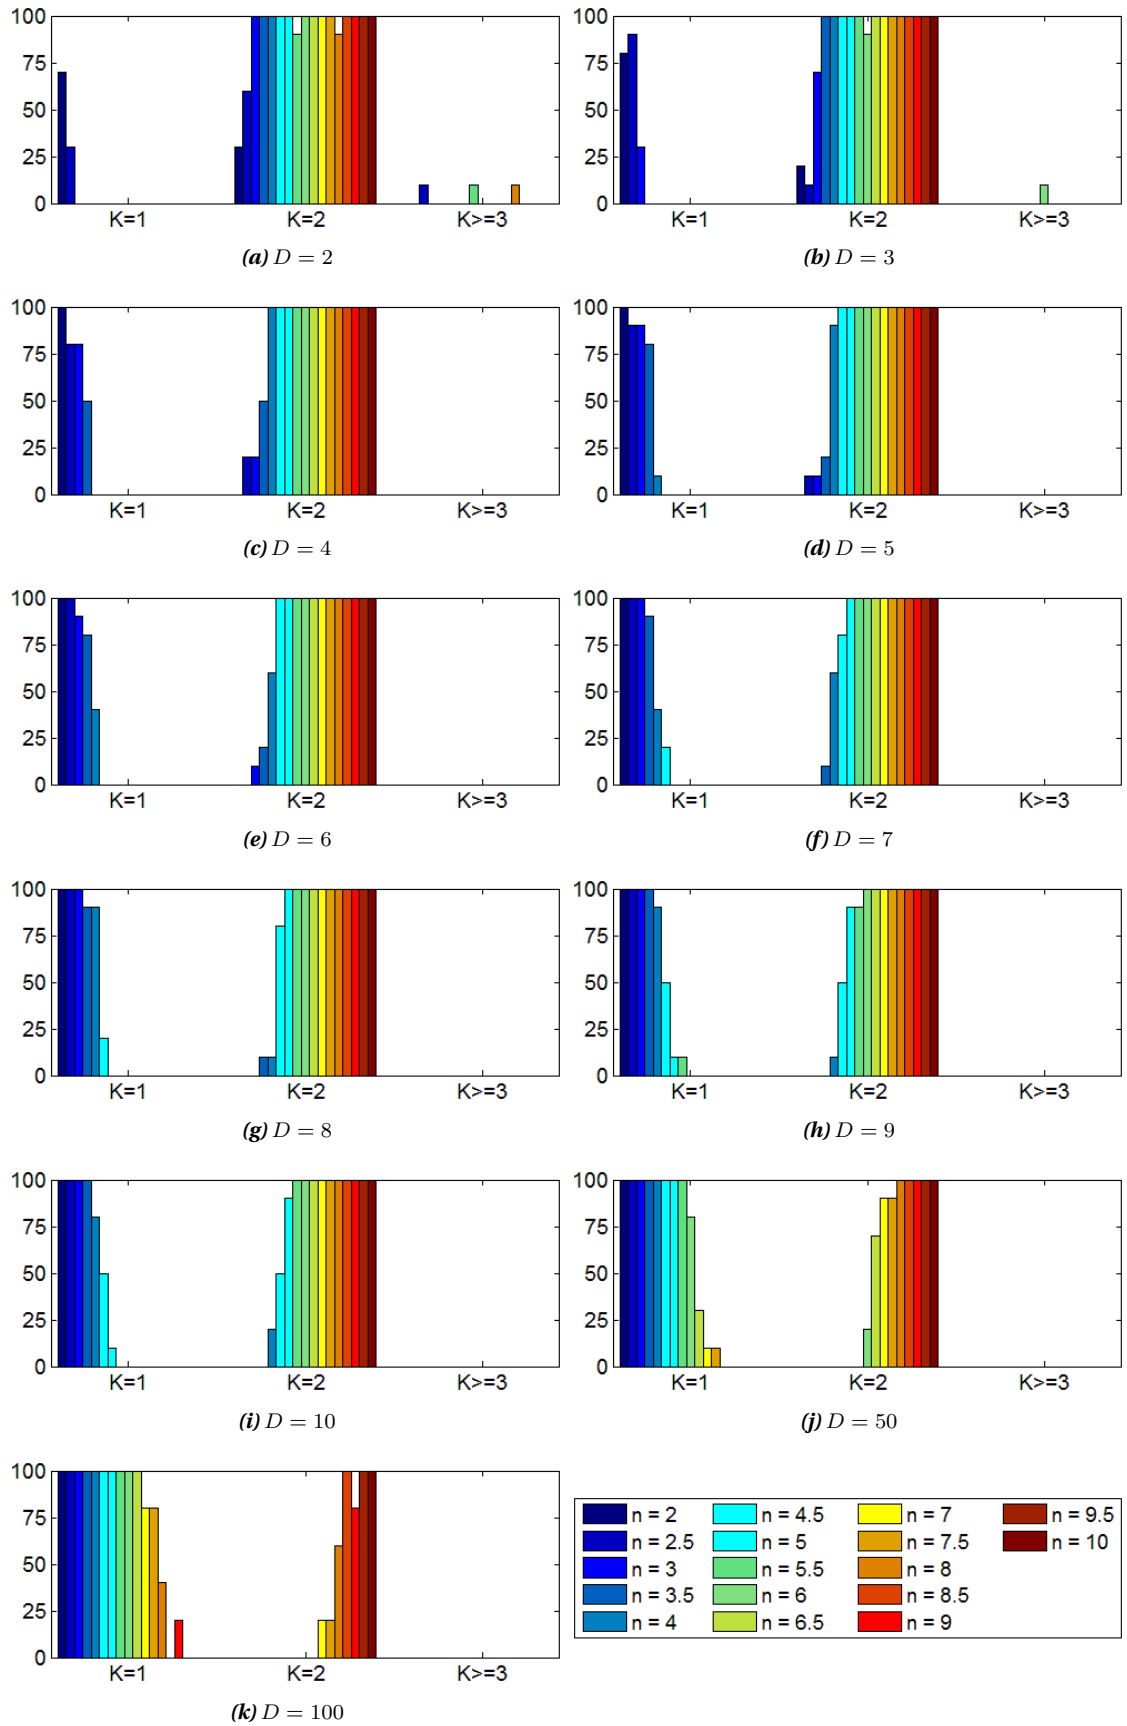 100
75
50
25
0
K=1 K=2 K>=3
(a) D = 2
100
75
50
25
0
K=1 K=2 K>=3
(b) D = 3
100
75
50
25
0
K=1 K=2 K>=3
(c) D = 4
100
75
50
25
0
K=1 K=2 K>=3
(d) D = 5
100
75
50
25
0
K=1 K=2 K>=3
(e) D = 6
100
75
50
25
0
K=1 K=2 K>=3
(f) D = 7
100
75
50
25
0
K=1 K=2 K>=3
(g) D = 8
100
75
50
25
0
K=1 K=2 K>=3
(h) D = 9
100
75
50
25
0
K=1 K=2 K>=3
(i) D = 10
100
75
50
25
0
K=1 K=2 K>=3
(j) D = 50
100
75
50
25
0
K=1 K=2 K>=3
(k) D = 100
n = 2 n = 4.5 n = 7 n = 9.5
n = 2.5 n = 5 n = 7.5 n = 10
n = 3 n = 5.5 n = 8
n = 3.5 n = 6 n = 8.5
n = 4 n = 6.5 n = 9